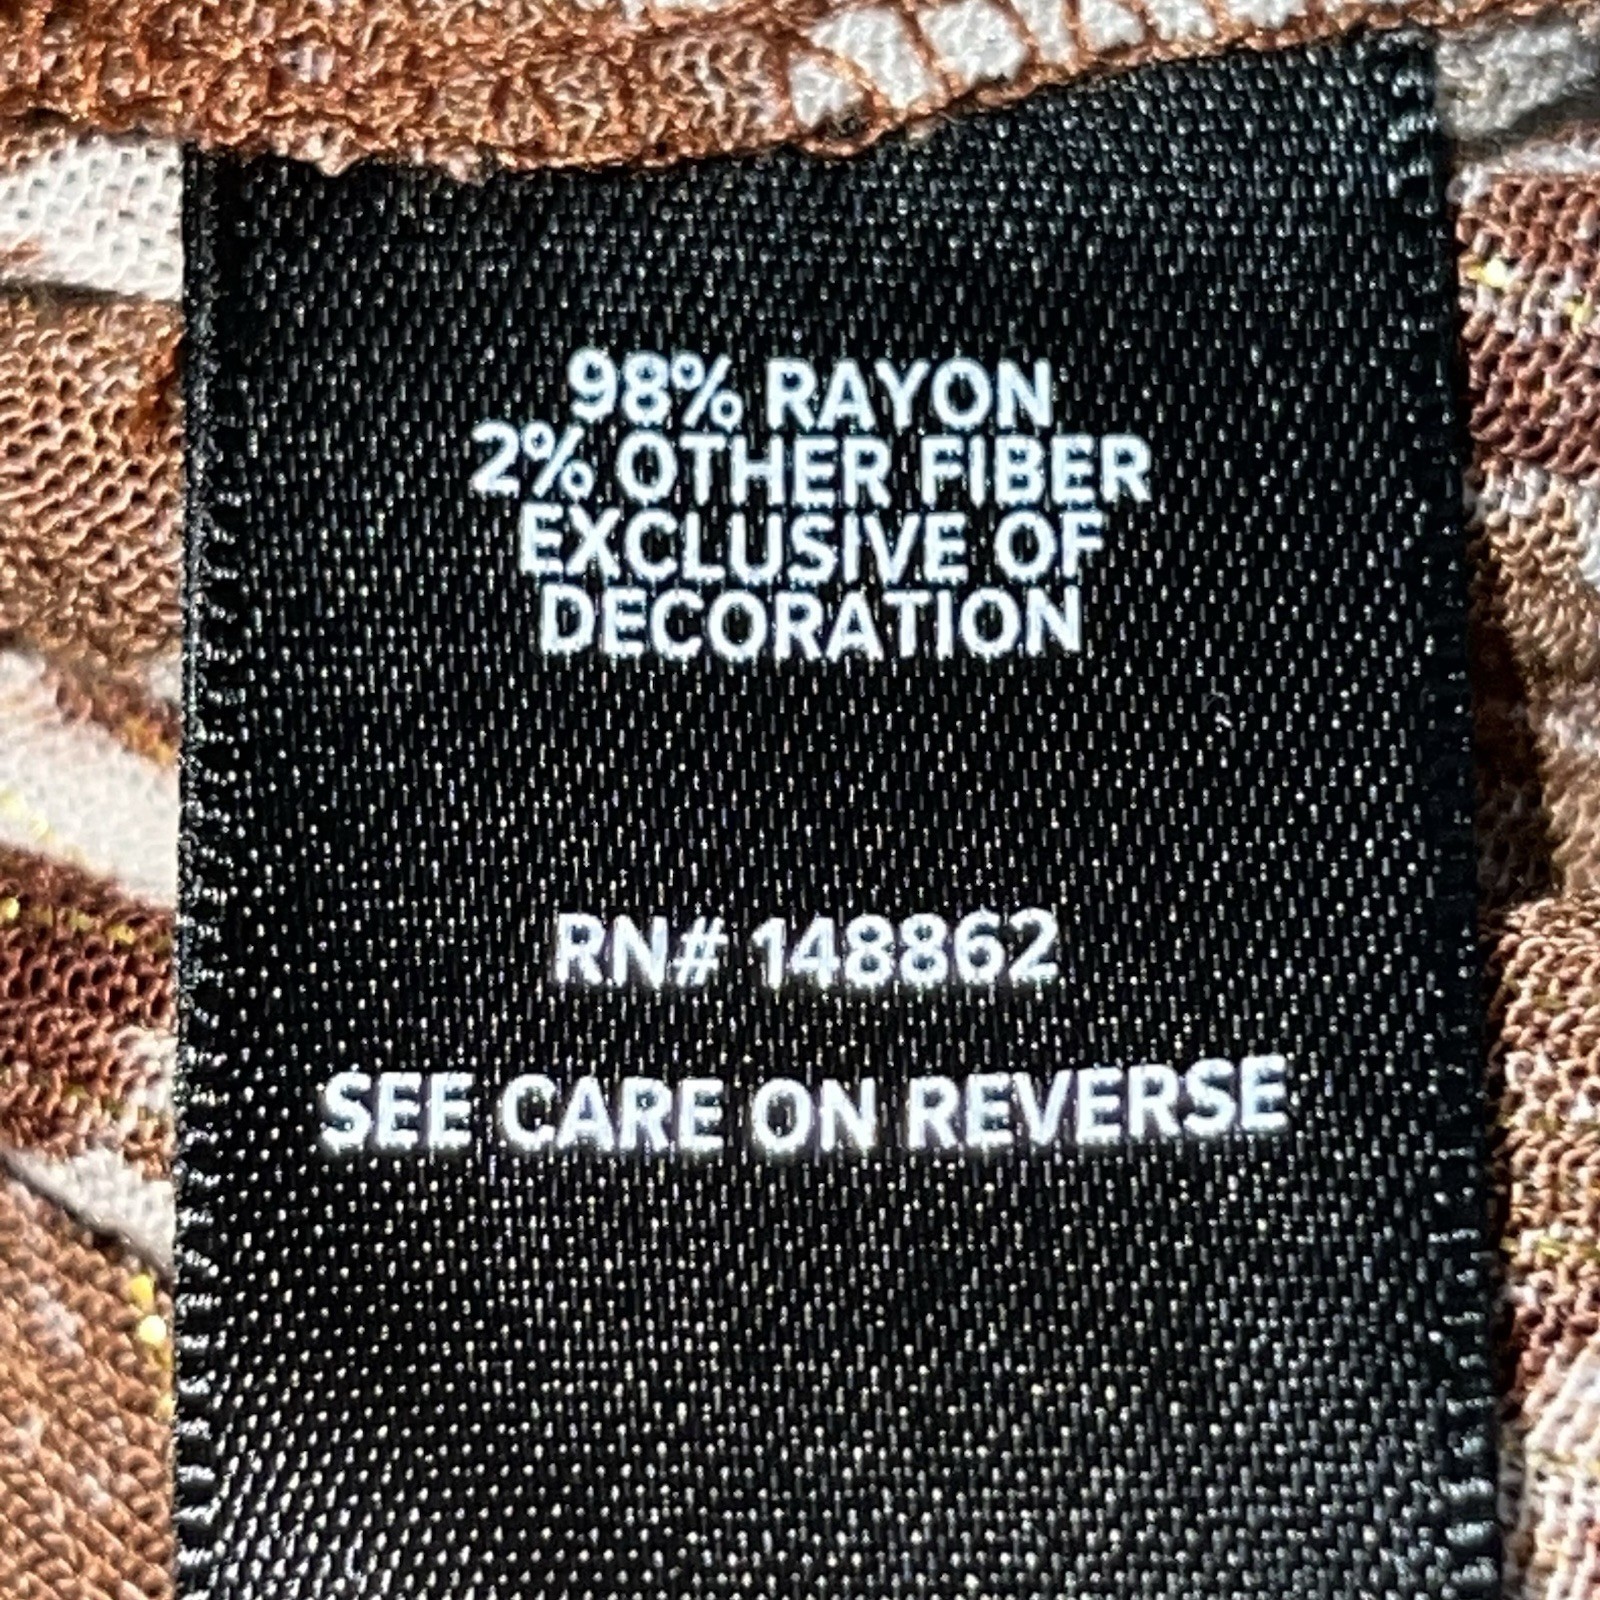 98% RAYON
2% OTHER FIBER
EXCLUSIVE OF
DECORATION
RN# 148862
SEE CARE ON REVERSE